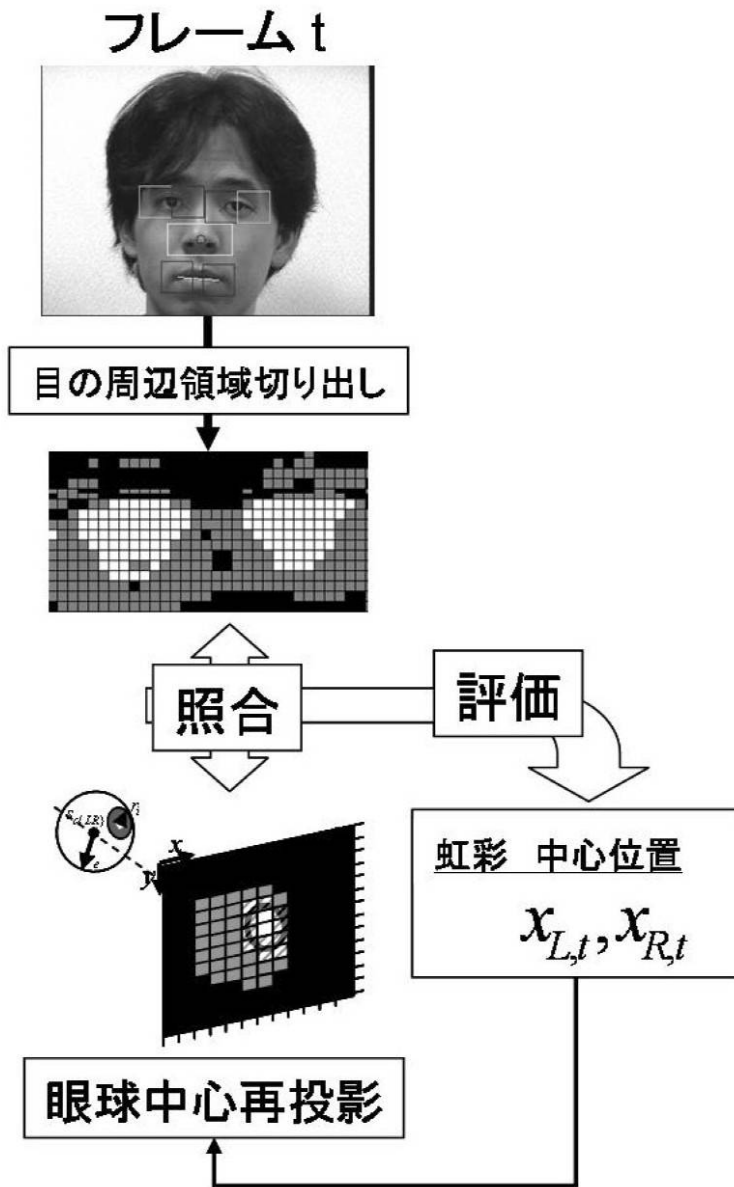 フレーム t
目の周辺領域切り出し
照合
評価
r_i
x
y
e
虹彩 中心位置
x_{L,t}, x_{R,t}
眼球中心再投影